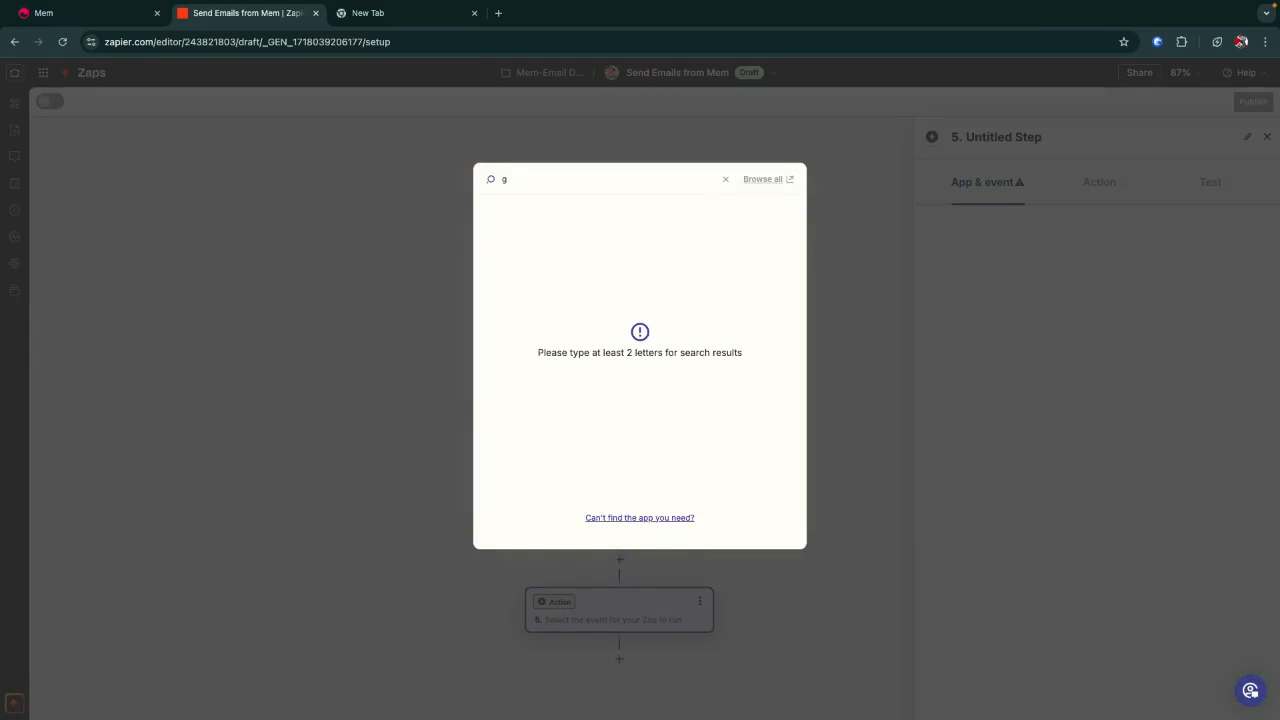 Mem
Send Emails from Mem | Zapi
New Tab
zapier.com/editor/243821803/draft/_GEN_1718039206177/setup
Zaps
Mem-Email D... / Send Emails from Mem Draft
Share
87%
Help
Publish
5. Untitled Step
g
Browse all
App & event
Action
Test
Please type at least 2 letters for search results
Can't find the app you need?
Action
5. Select the event for your Zap to run